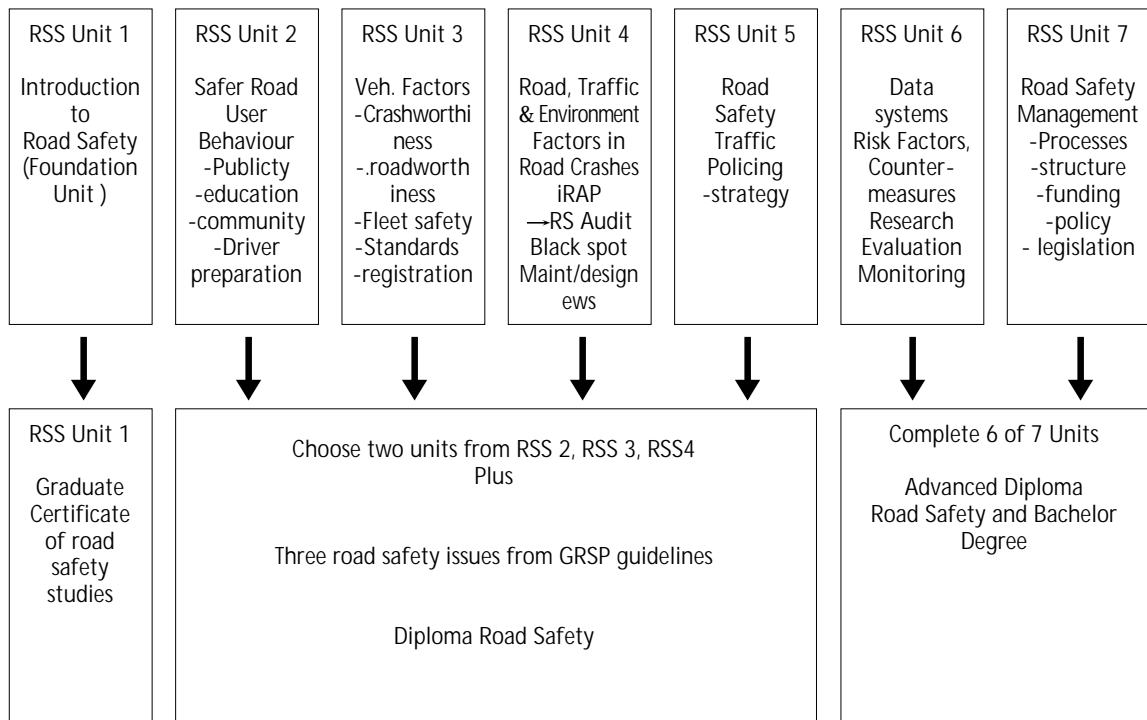 RSS Unit 1
Introduction
to
Road Safety
(Foundation
Unit )
RSS Unit 2
Safer Road
User
Behaviour
-Publicty
-education
-community
-Driver
preparation
RSS Unit 3
Veh. Factors
-Crashworthi
ness
-.roadworth
iness
-Fleet safety
-Standards
-registration
RSS Unit 4
Road, Traffic
& Environment
Factors in
Road Crashes
iRAP
→RS Audit
Black spot
Maint/design
ews
RSS Unit 5
Road
Safety
Traffic
Policing
-strategy
RSS Unit 6
Data
systems
Risk Factors,
Counter-
measures
Research
Evaluation
Monitoring
RSS Unit 7
Road Safety
Management
-Processes
-structure
-funding
-policy
- legislation
RSS Unit 1
Graduate
Certificate
of road
safety
studies
Choose two units from RSS 2, RSS 3, RSS4
Plus
Three road safety issues from GRSP guidelines
Diploma Road Safety
Complete 6 of 7 Units
Advanced Diploma
Road Safety and Bachelor
Degree